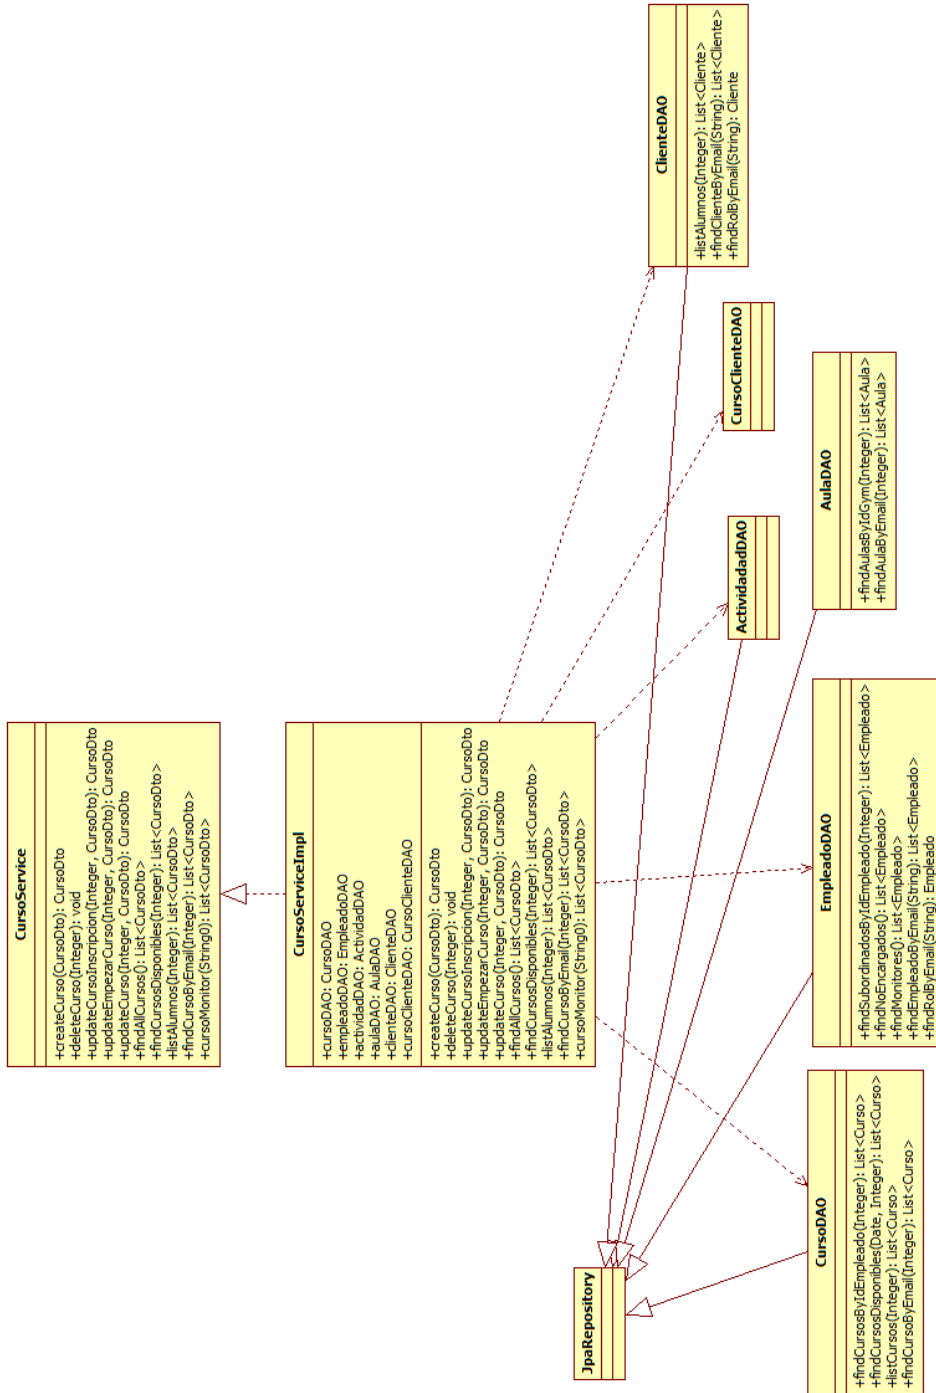 CursoService
+createCurso(CursoDto): CursoDto
+deleteCurso(Integer): void
+updateCursoInscripcion(Integer, CursoDto): CursoDto
+updateEmpezarCurso(Integer, CursoDto): CursoDto
+updateCurso(Integer, CursoDto): CursoDto
+findAllCursos(): List<CursoDto>
+findCursosDisponibles(Integer): List<CursoDto>
+listAlumnos(Integer): List<CursoDto>
+findCursoByEmail(Integer): List<CursoDto>
+cursoMonitor(String0): List<CursoDto>
CursoServiceImpl
+cursoDAO: CursoDAO
+empleadoDAO: EmpleadoDAO
+actividadDAO: ActividadDAO
+aulaDAO: AulaDAO
+clienteDAO: ClienteDAO
+cursoClienteDAO: CursoClienteDAO
+createCurso(CursoDto): CursoDto
+deleteCurso(Integer): void
+updateCursoInscripcion(Integer, CursoDto): CursoDto
+updateEmpezarCurso(Integer, CursoDto): CursoDto
+updateCurso(Integer, CursoDto): CursoDto
+findAllCursos(): List<CursoDto>
+findCursosDisponibles(Integer): List<CursoDto>
+listAlumnos(Integer): List<CursoDto>
+findCursoByEmail(Integer): List<CursoDto>
+cursoMonitor(String0): List<CursoDto>
JpaRepository
ClienteDAO
+listAlumnos(Integer): List<Cliente>
+findClienteByEmail(String): List<Cliente>
+findRolByEmail(String): Cliente
CursoClienteDAO
ActividadadDAO
AulaDAO
+findAulasByIdGym(Integer): List<Aula>
+findAulaByEmail(Integer): List<Aula>
EmpleadoDAO
+findSubordinadosByIdEmpleado(Integer): List<Empleado>
+findNoEncargados(): List<Empleado>
+findMonitores(): List<Empleado>
+findEmpleadoByEmail(String): List<Empleado>
+findRolByEmail(String): Empleado
CursoDAO
+findCursosByIdEmpleado(Integer): List<Curso>
+findCursosDisponibles(Date, Integer): List<Curso>
+listCursos(Integer): List<Curso>
+findCursoByEmail(Integer): List<Curso>